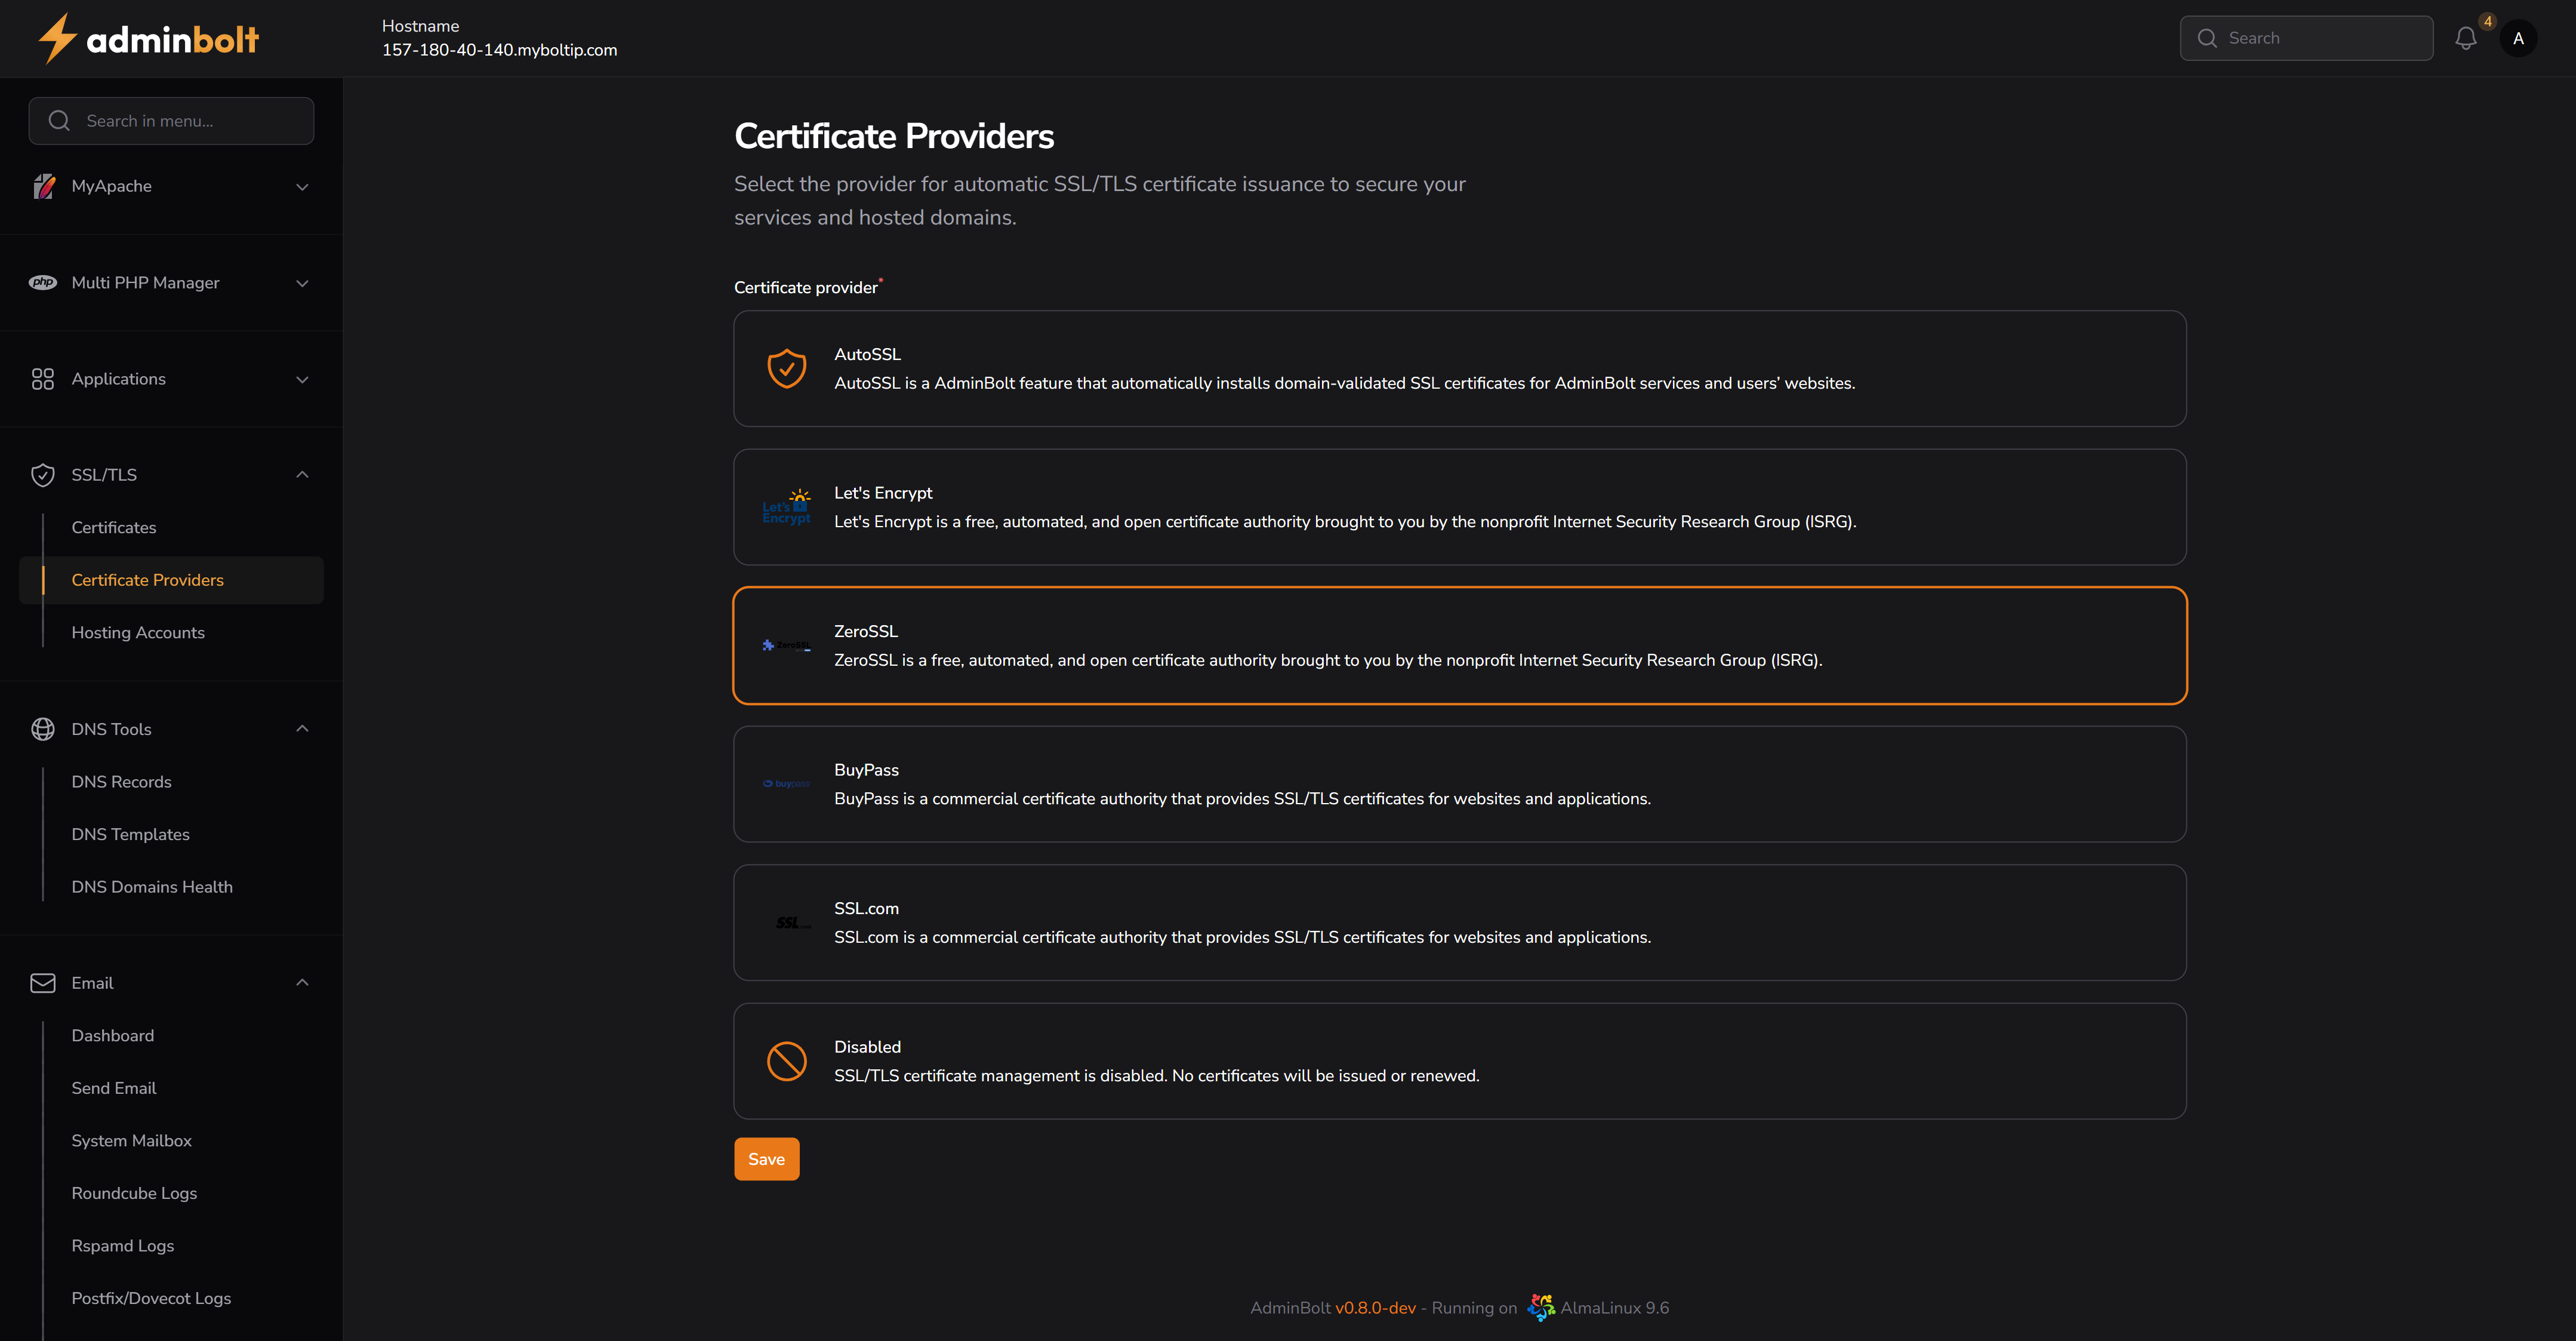 adminbolt
Hostname
157-180-40-140.myboltip.com
Search
4
A
Search in menu...
MyApache
php
Multi PHP Manager
Applications
SSL/TLS
Certificates
Certificate Providers
Hosting Accounts
DNS Tools
DNS Records
DNS Templates
DNS Domains Health
Email
Dashboard
Send Email
System Mailbox
Roundcube Logs
Rspamd Logs
Postfix/Dovecot Logs
Certificate Providers
Select the provider for automatic SSL/TLS certificate issuance to secure your
services and hosted domains.
Certificate provider*
AutoSSL
AutoSSL is a AdminBolt feature that automatically installs domain-validated SSL certificates for AdminBolt services and users’ websites.
Let's
Encrypt
Let's Encrypt
Let's Encrypt is a free, automated, and open certificate authority brought to you by the nonprofit Internet Security Research Group (ISRG).
ZeroSSL
ZeroSSL
ZeroSSL is a free, automated, and open certificate authority brought to you by the nonprofit Internet Security Research Group (ISRG).
buypass
BuyPass
BuyPass is a commercial certificate authority that provides SSL/TLS certificates for websites and applications.
SSL.com
SSL.com
SSL.com is a commercial certificate authority that provides SSL/TLS certificates for websites and applications.
Disabled
SSL/TLS certificate management is disabled. No certificates will be issued or renewed.
Save
AdminBolt v0.8.0-dev - Running on AlmaLinux 9.6